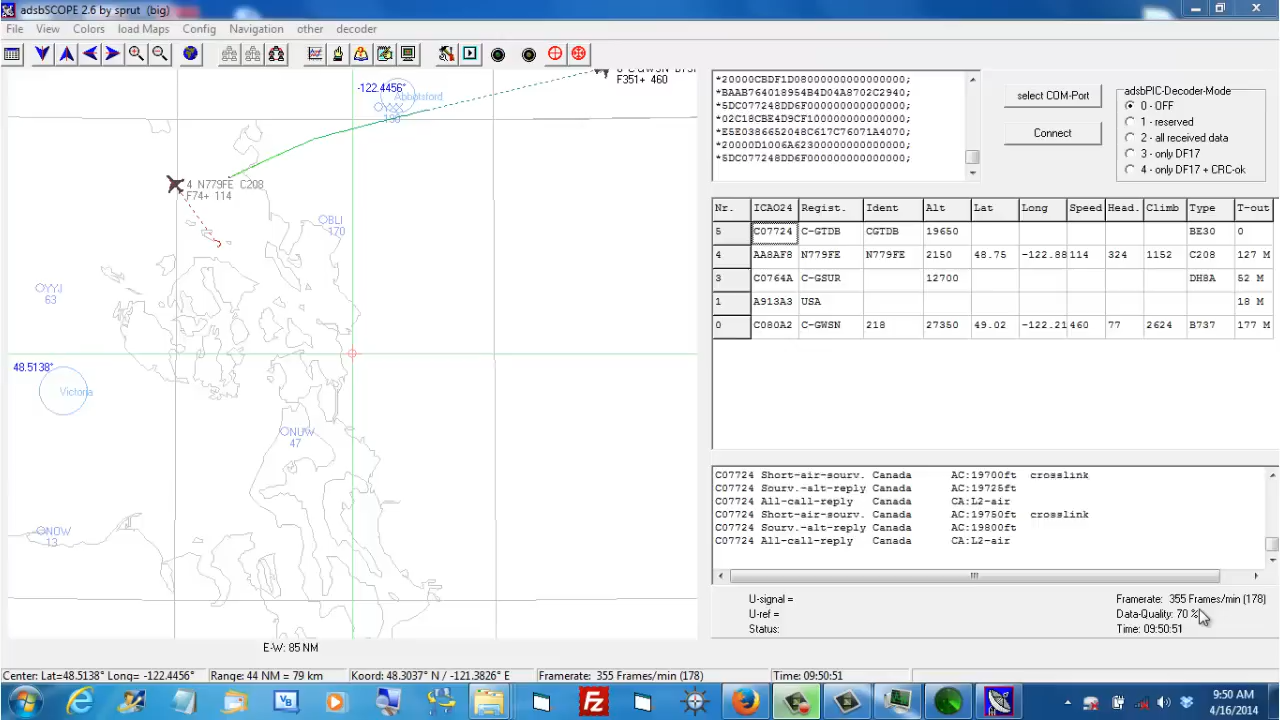 adsbSCOPE 2.6 by sprut (big)
File View Colors load Maps Config Navigation other decoder
-122.4456°
F351+ 460
Abbotsford
190
4 N779FE C208
F74+ 114
OBLI
170
OYYJ
63
48.5138°
Victoria
ONUW
47
ONOW
13
E-W: 85 NM
*20000CBDF1D08000F00000000000;
*BAAB764018954B4D04A8702C2940;
*5DC077248DD6F000000000000000;
*02C18CBE4D9CF100000000000000;
*E5E0386652048C617C76071A4070;
*20000D1006A62300000000000000;
*5DC077248DD6F000000000000000;
select COM-Port
Connect
adsbPIC-Decoder-Mode
0 - OFF
1 - reserved
2 - all received data
3 - only DF17
4 - only DF17 + CRC-ok
Nr. ICAO24 Regist. Ident Alt Lat Long Speed Head. Climb Type T-out
5 C07724 C-GTDB CGTDB 19650 BE30 0
4 AA8AF8 N779FE N779FE 2150 48.75 -122.88 114 324 1152 C208 127 M
3 C0764A C-GSUR 12700 DH8A 52 M
1 A913A3 USA 18 M
0 C080A2 C-GWSN 218 27350 49.02 -122.21 460 77 2624 B737 177 M
C07724 Short-air-sourv. Canada AC:19700ft crosslink
C07724 Sourv.-alt-reply Canada AC:19725ft
C07724 All-call-reply Canada CA:L2-air
C07724 Short-air-sourv. Canada AC:19750ft crosslink
C07724 Sourv.-alt-reply Canada AC:19800ft
C07724 All-call-reply Canada CA:L2-air
U-signal =
U-ref =
Status:
Framerate: 355 Frames/min (178)
Data-Quality: 70 %
Time: 09:50:51
Center: Lat=48.5138° Long= -122.4456° Range: 44 NM = 79 km Koord: 48.3037° N / -121.3826° E Framerate: 355 Frames/min (178) Time: 09:50:51
VB
Fz
9:50 AM
4/16/2014